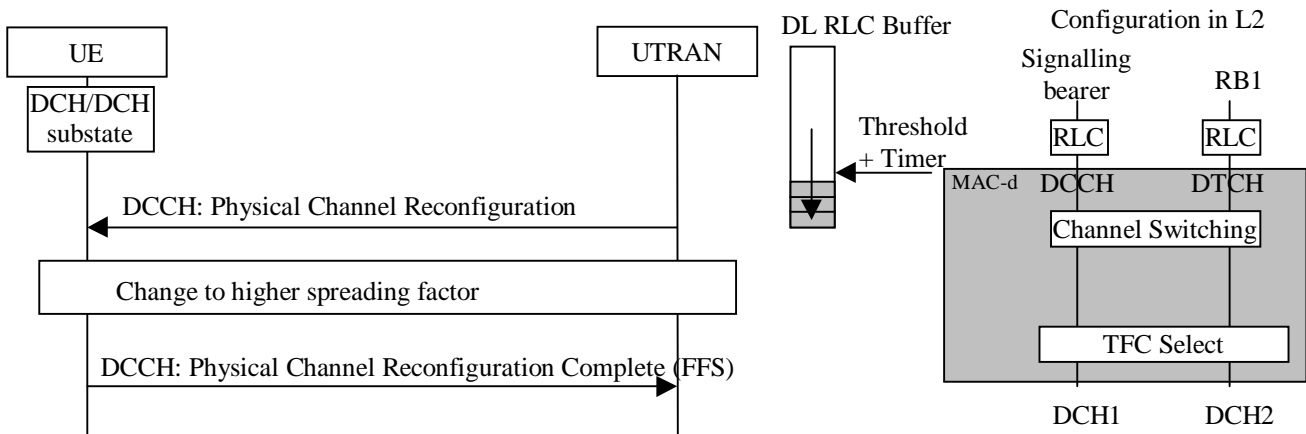 UE
DCH/DCH
substate
UTRAN
DCCH: Physical Channel Reconfiguration
Change to higher spreading factor
DCCH: Physical Channel Reconfiguration Complete (FFS)
DL RLC Buffer
Threshold
+ Timer
Configuration in L2
Signalling
bearer
RB1
RLC
RLC
MAC-d
DCCH
DTCH
Channel Switching
TFC Select
DCH1
DCH2